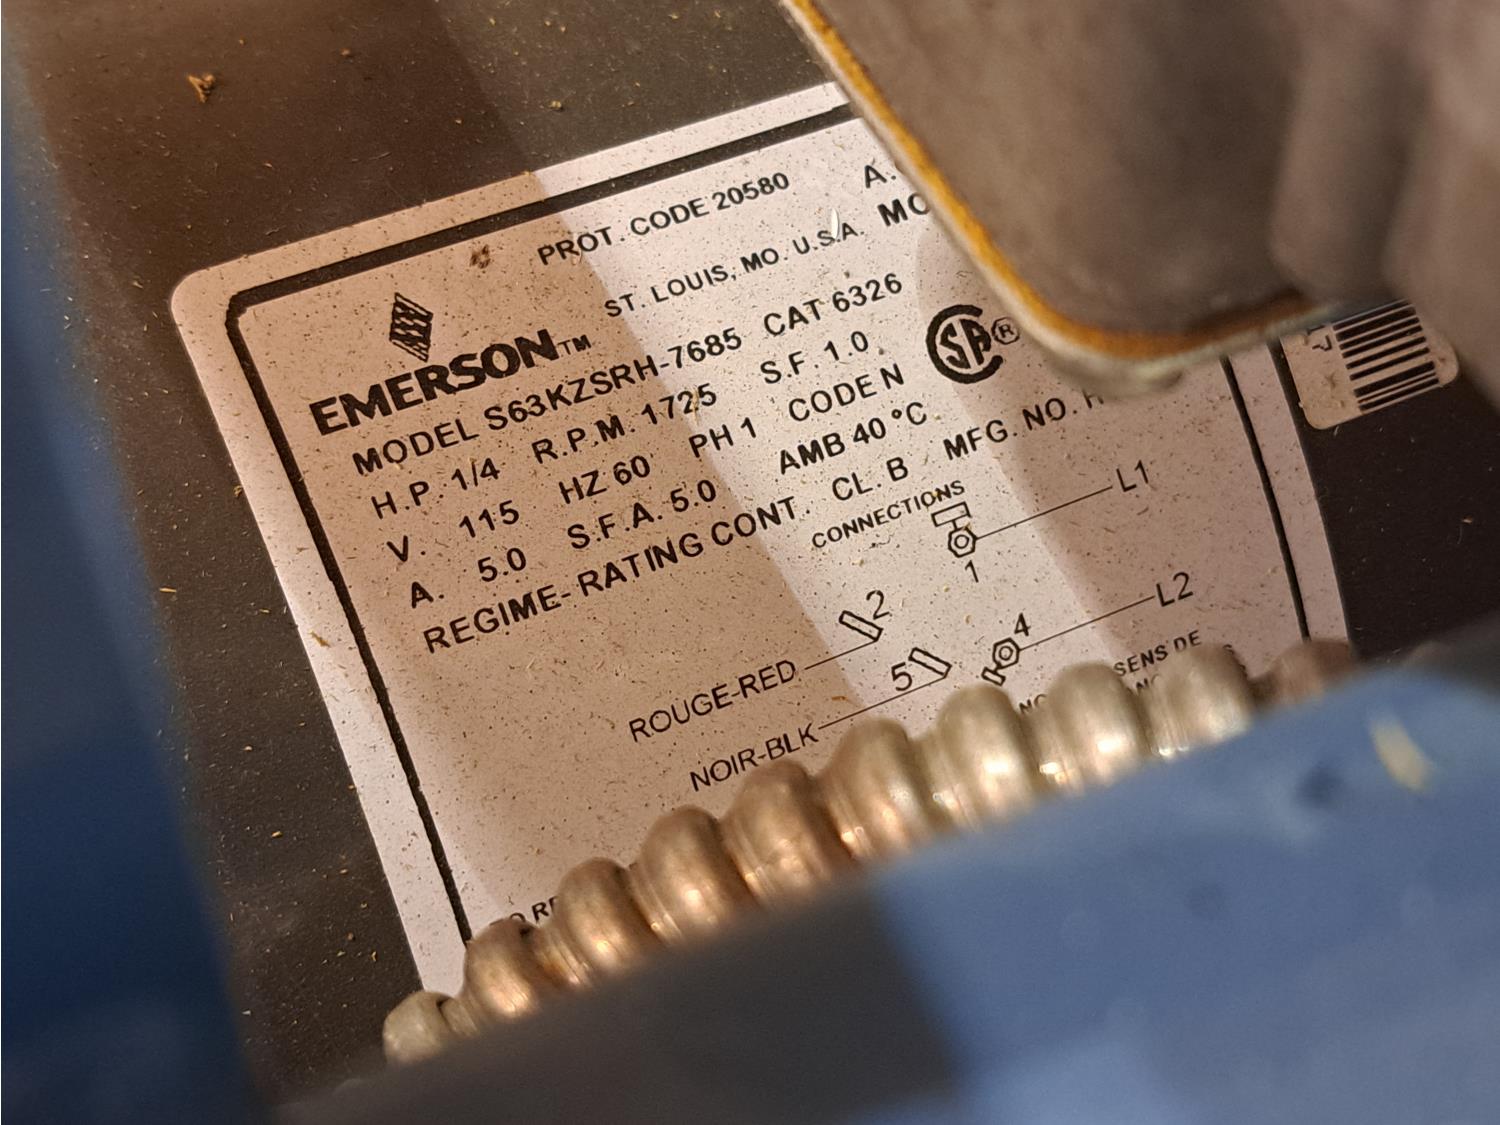 PROT. CODE 20580 A.
ST. LOUIS, MO. U.S.A.
EMERSON™
MODEL S63KZSRH-7685 CAT 6326
H.P. 1/4 R.P.M. 1725 S.F. 1.0
V. 115 HZ 60 PH 1 CODE N
A. 5.0 S.F.A. 5.0 AMB 40 °C
REGIME- RATING CONT. CL. B MFG. NO.
SA®
CONNECTIONS
L1
1
2
4 L2
5
ROUGE-RED
NOIR-BLK
SENS DE